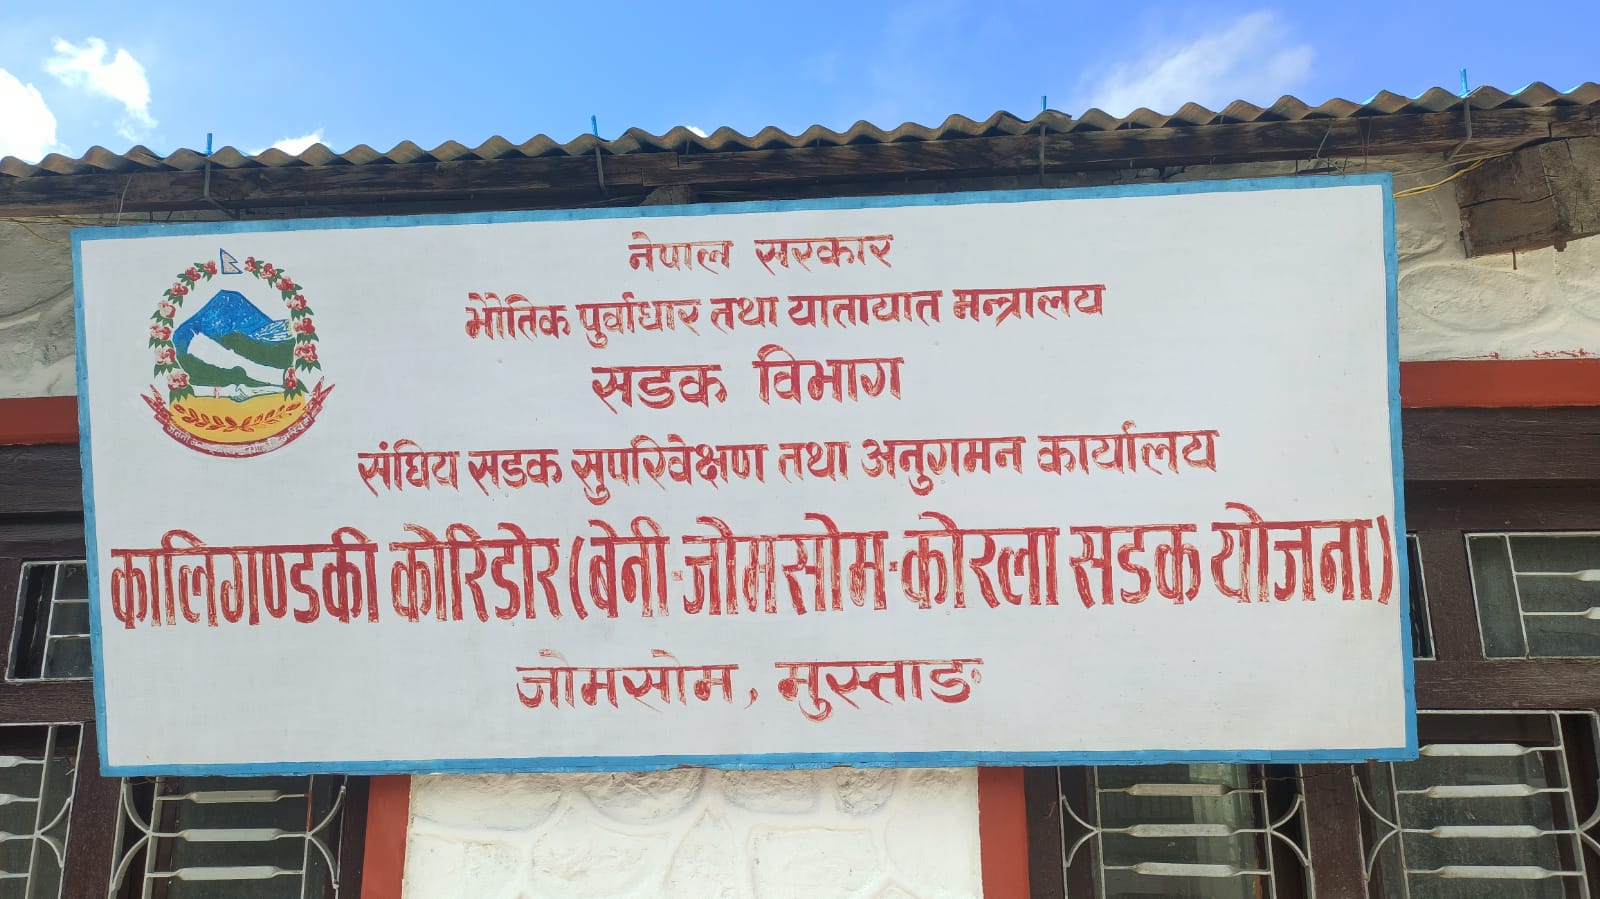 नेपाल सरकार
भौतिक पुर्वाधार तथा यातायात मन्त्रालय
सडक विभाग
संघिय सडक सुपरिवेक्षण तथा अनुगमन कार्यालय
कालिगण्डकी कोरिडोर (बेनी-जोमसोम-कोरला सडक योजना)
जोमसोम, मुस्ताङ